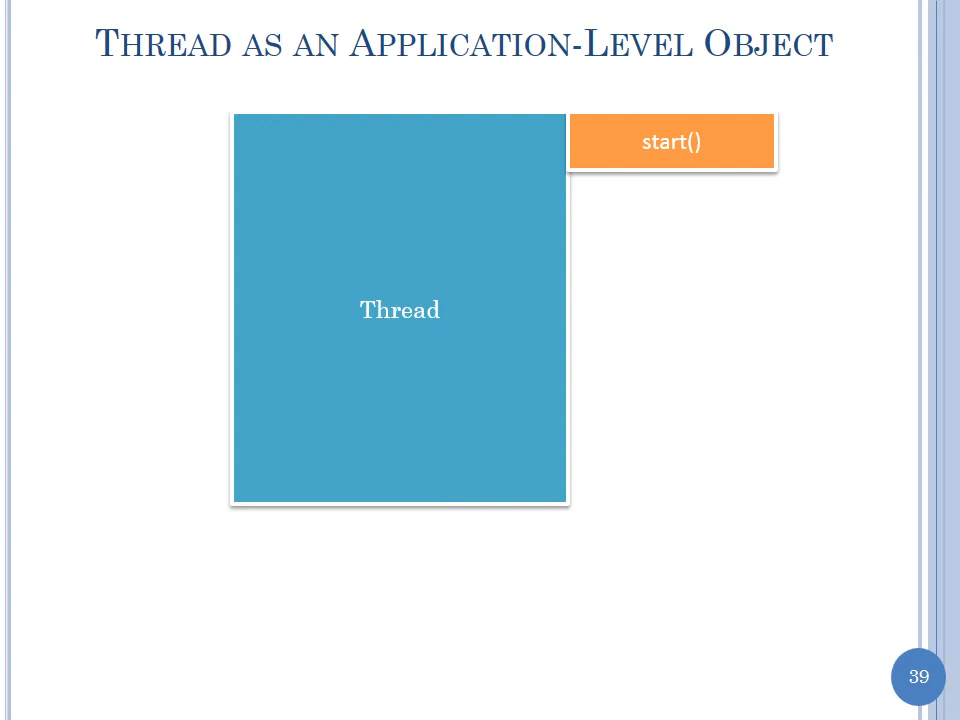 THREAD AS AN APPLICATION-LEVEL OBJECT
start()
Thread
39